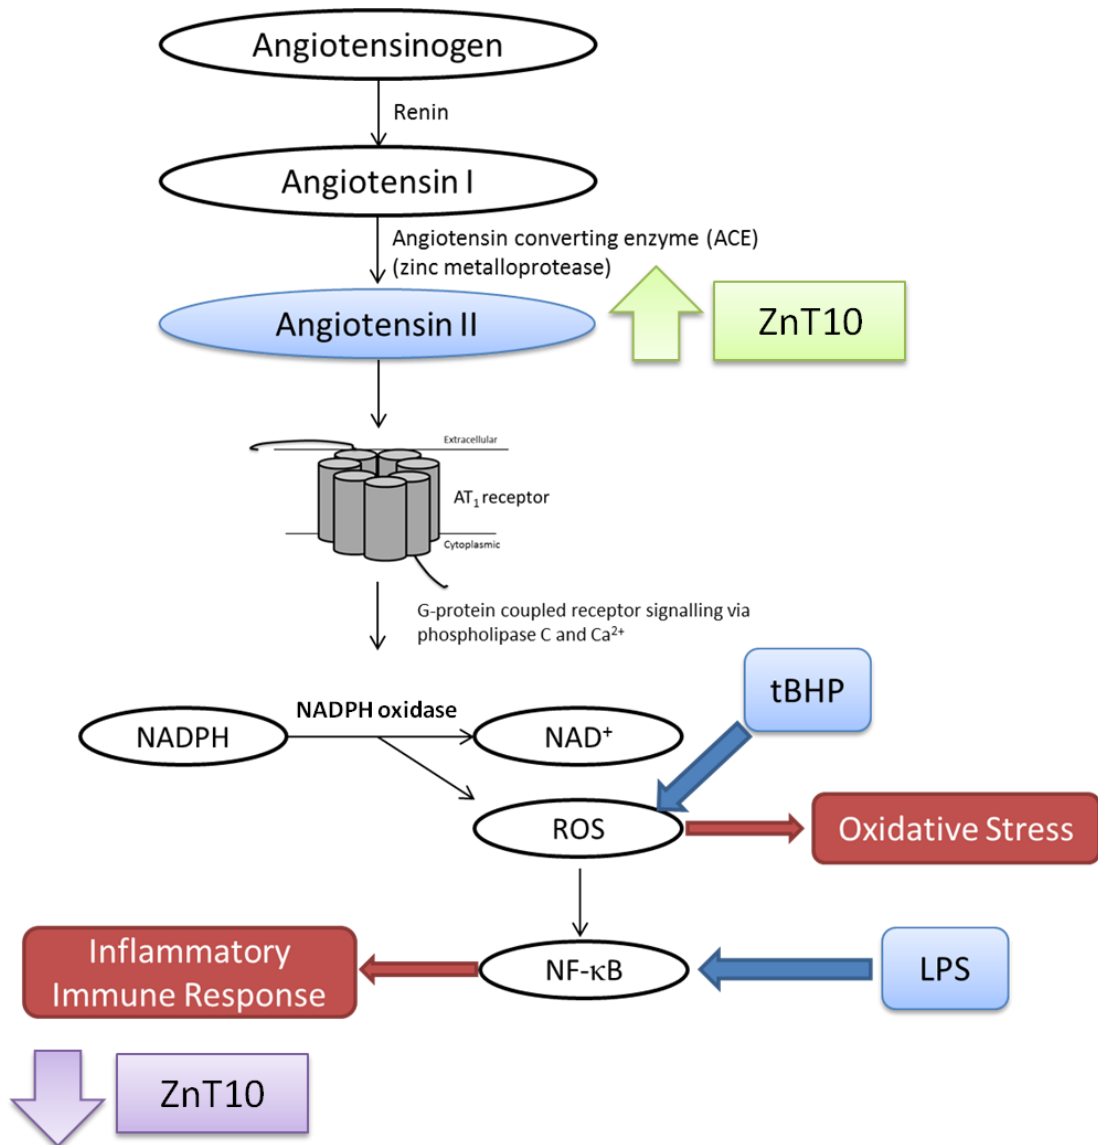 Angiotensinogen
Renin
Angiotensin I
Angiotensin converting enzyme (ACE)
(zinc metalloprotease)
Angiotensin II
ZnT10
Extracellular
AT₁ receptor
Cytoplasmic
G-protein coupled receptor signalling via
phospholipase C and Ca²⁺
tBHP
NADPH oxidase
NADPH
NAD⁺
ROS
Oxidative Stress
Inflammatory
Immune Response
NF-κB
LPS
ZnT10